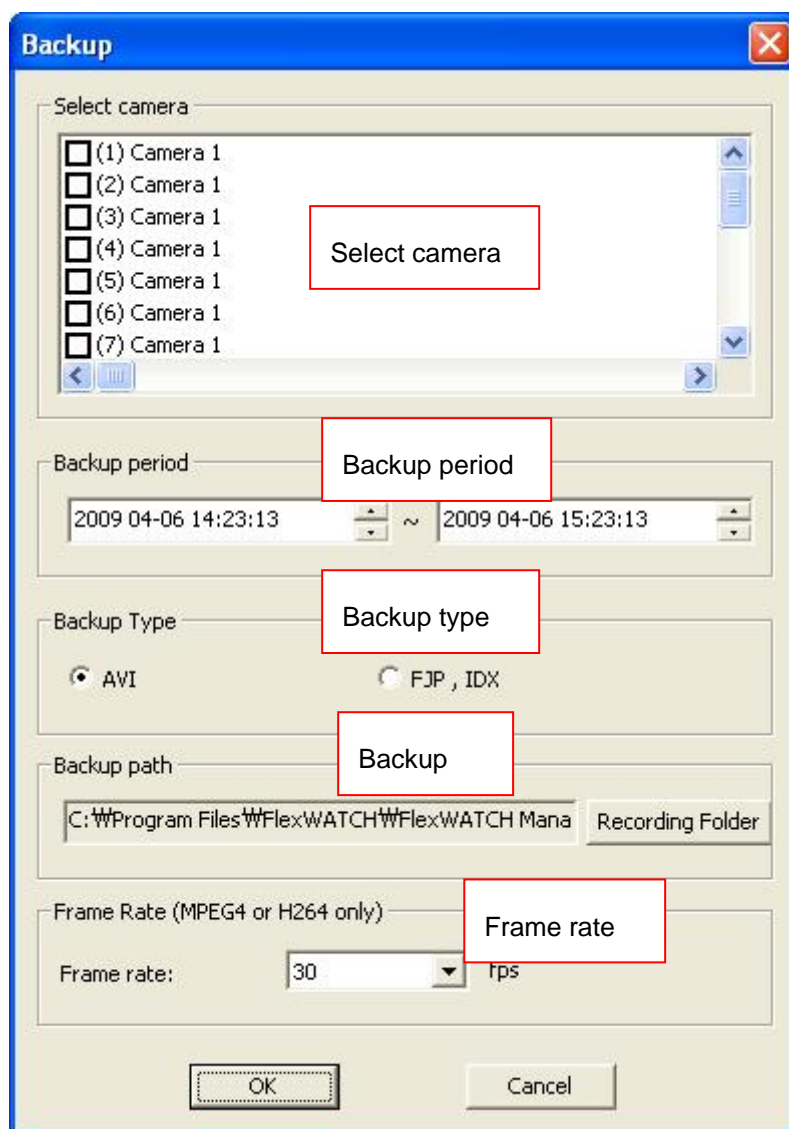 Backup
Select camera
(1) Camera 1
(2) Camera 1
(3) Camera 1
(4) Camera 1
(5) Camera 1
(6) Camera 1
(7) Camera 1
Select camera
Backup period
Backup period
2009 04-06 14:23:13 ~ 2009 04-06 15:23:13
Backup Type
Backup type
AVI FJP , IDX
Backup path
Backup
C:₩Program Files₩FlexWATCH₩FlexWATCH Mana Recording Folder
Frame Rate (MPEG4 or H264 only)
Frame rate
Frame rate: 30 fps
OK Cancel